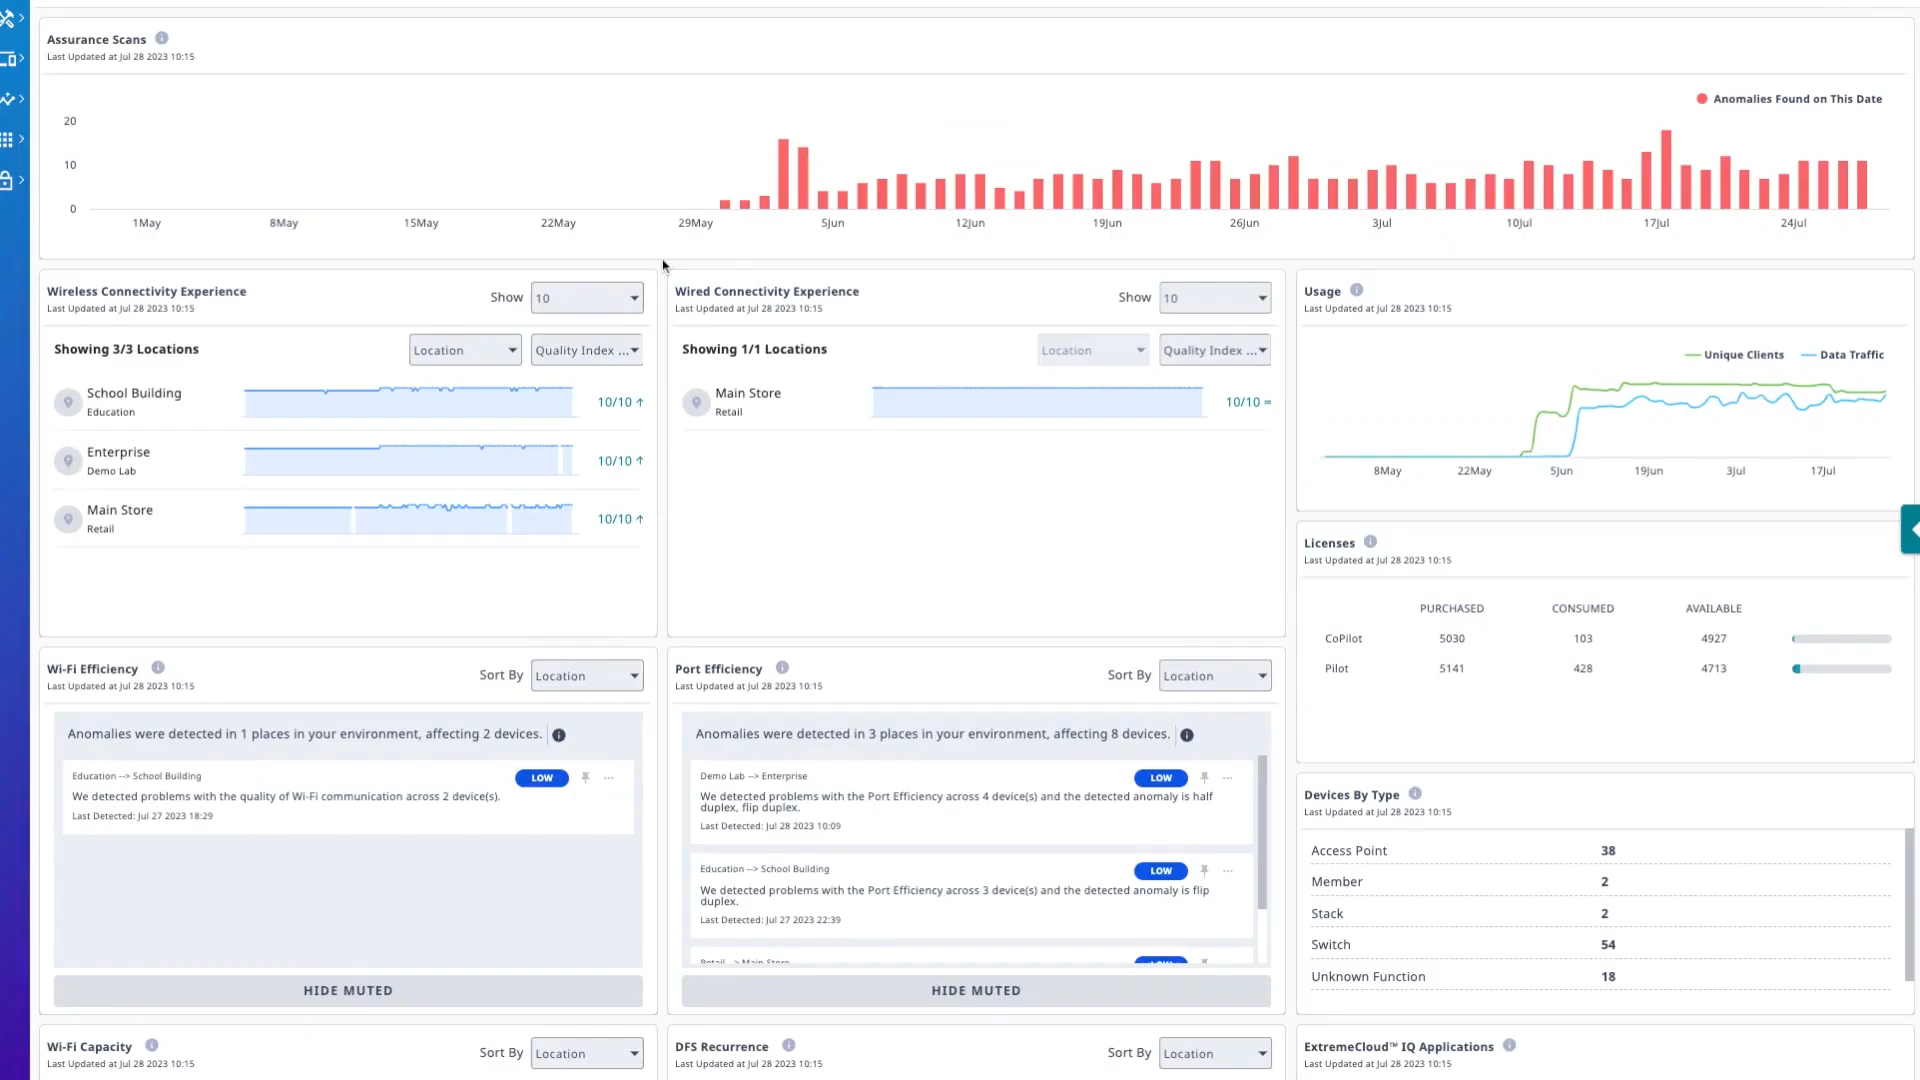 Assurance Scans
Last Updated at Jul 28 2023 10:15
Anomalies Found on This Date
20
10
0
1May 8May 15May 22May 29May 5Jun 12Jun 19Jun 26Jun 3Jul 10Jul 17Jul 24Jul
Wireless Connectivity Experience
Last Updated at Jul 28 2023 10:15
Show 10
Showing 3/3 Locations
Location
Quality Index ...
School Building
Education
10/10 ↑
Enterprise
Demo Lab
10/10 ↑
Main Store
Retail
10/10 ↑
Wired Connectivity Experience
Last Updated at Jul 28 2023 10:15
Show 10
Showing 1/1 Locations
Location
Quality Index ...
Main Store
Retail
10/10 =
Usage
Last Updated at Jul 28 2023 10:15
Unique Clients Data Traffic
8May 22May 5Jun 19Jun 3Jul 17Jul
Licenses
Last Updated at Jul 28 2023 10:15
PURCHASED CONSUMED AVAILABLE
CoPilot 5030 103 4927
Pilot 5141 428 4713
Wi-Fi Efficiency
Last Updated at Jul 28 2023 10:15
Sort By Location
Anomalies were detected in 1 places in your environment, affecting 2 devices.
Education --> School Building
LOW
We detected problems with the quality of Wi-Fi communication across 2 device(s).
Last Detected: Jul 27 2023 18:29
HIDE MUTED
Port Efficiency
Last Updated at Jul 28 2023 10:15
Sort By Location
Anomalies were detected in 3 places in your environment, affecting 8 devices.
Demo Lab --> Enterprise
LOW
We detected problems with the Port Efficiency across 4 device(s) and the detected anomaly is half
duplex, flip duplex.
Last Detected: Jul 28 2023 10:09
Education --> School Building
LOW
We detected problems with the Port Efficiency across 3 device(s) and the detected anomaly is flip
duplex.
Last Detected: Jul 27 2023 22:39
Retail --> Main Store
LOW
HIDE MUTED
Devices By Type
Last Updated at Jul 28 2023 10:15
Access Point 38
Member 2
Stack 2
Switch 54
Unknown Function 18
Wi-Fi Capacity
Last Updated at Jul 28 2023 10:15
Sort By Location
DFS Recurrence
Last Updated at Jul 28 2023 10:15
Sort By Location
ExtremeCloud™ IQ Applications
Last Updated at Jul 28 2023 10:15